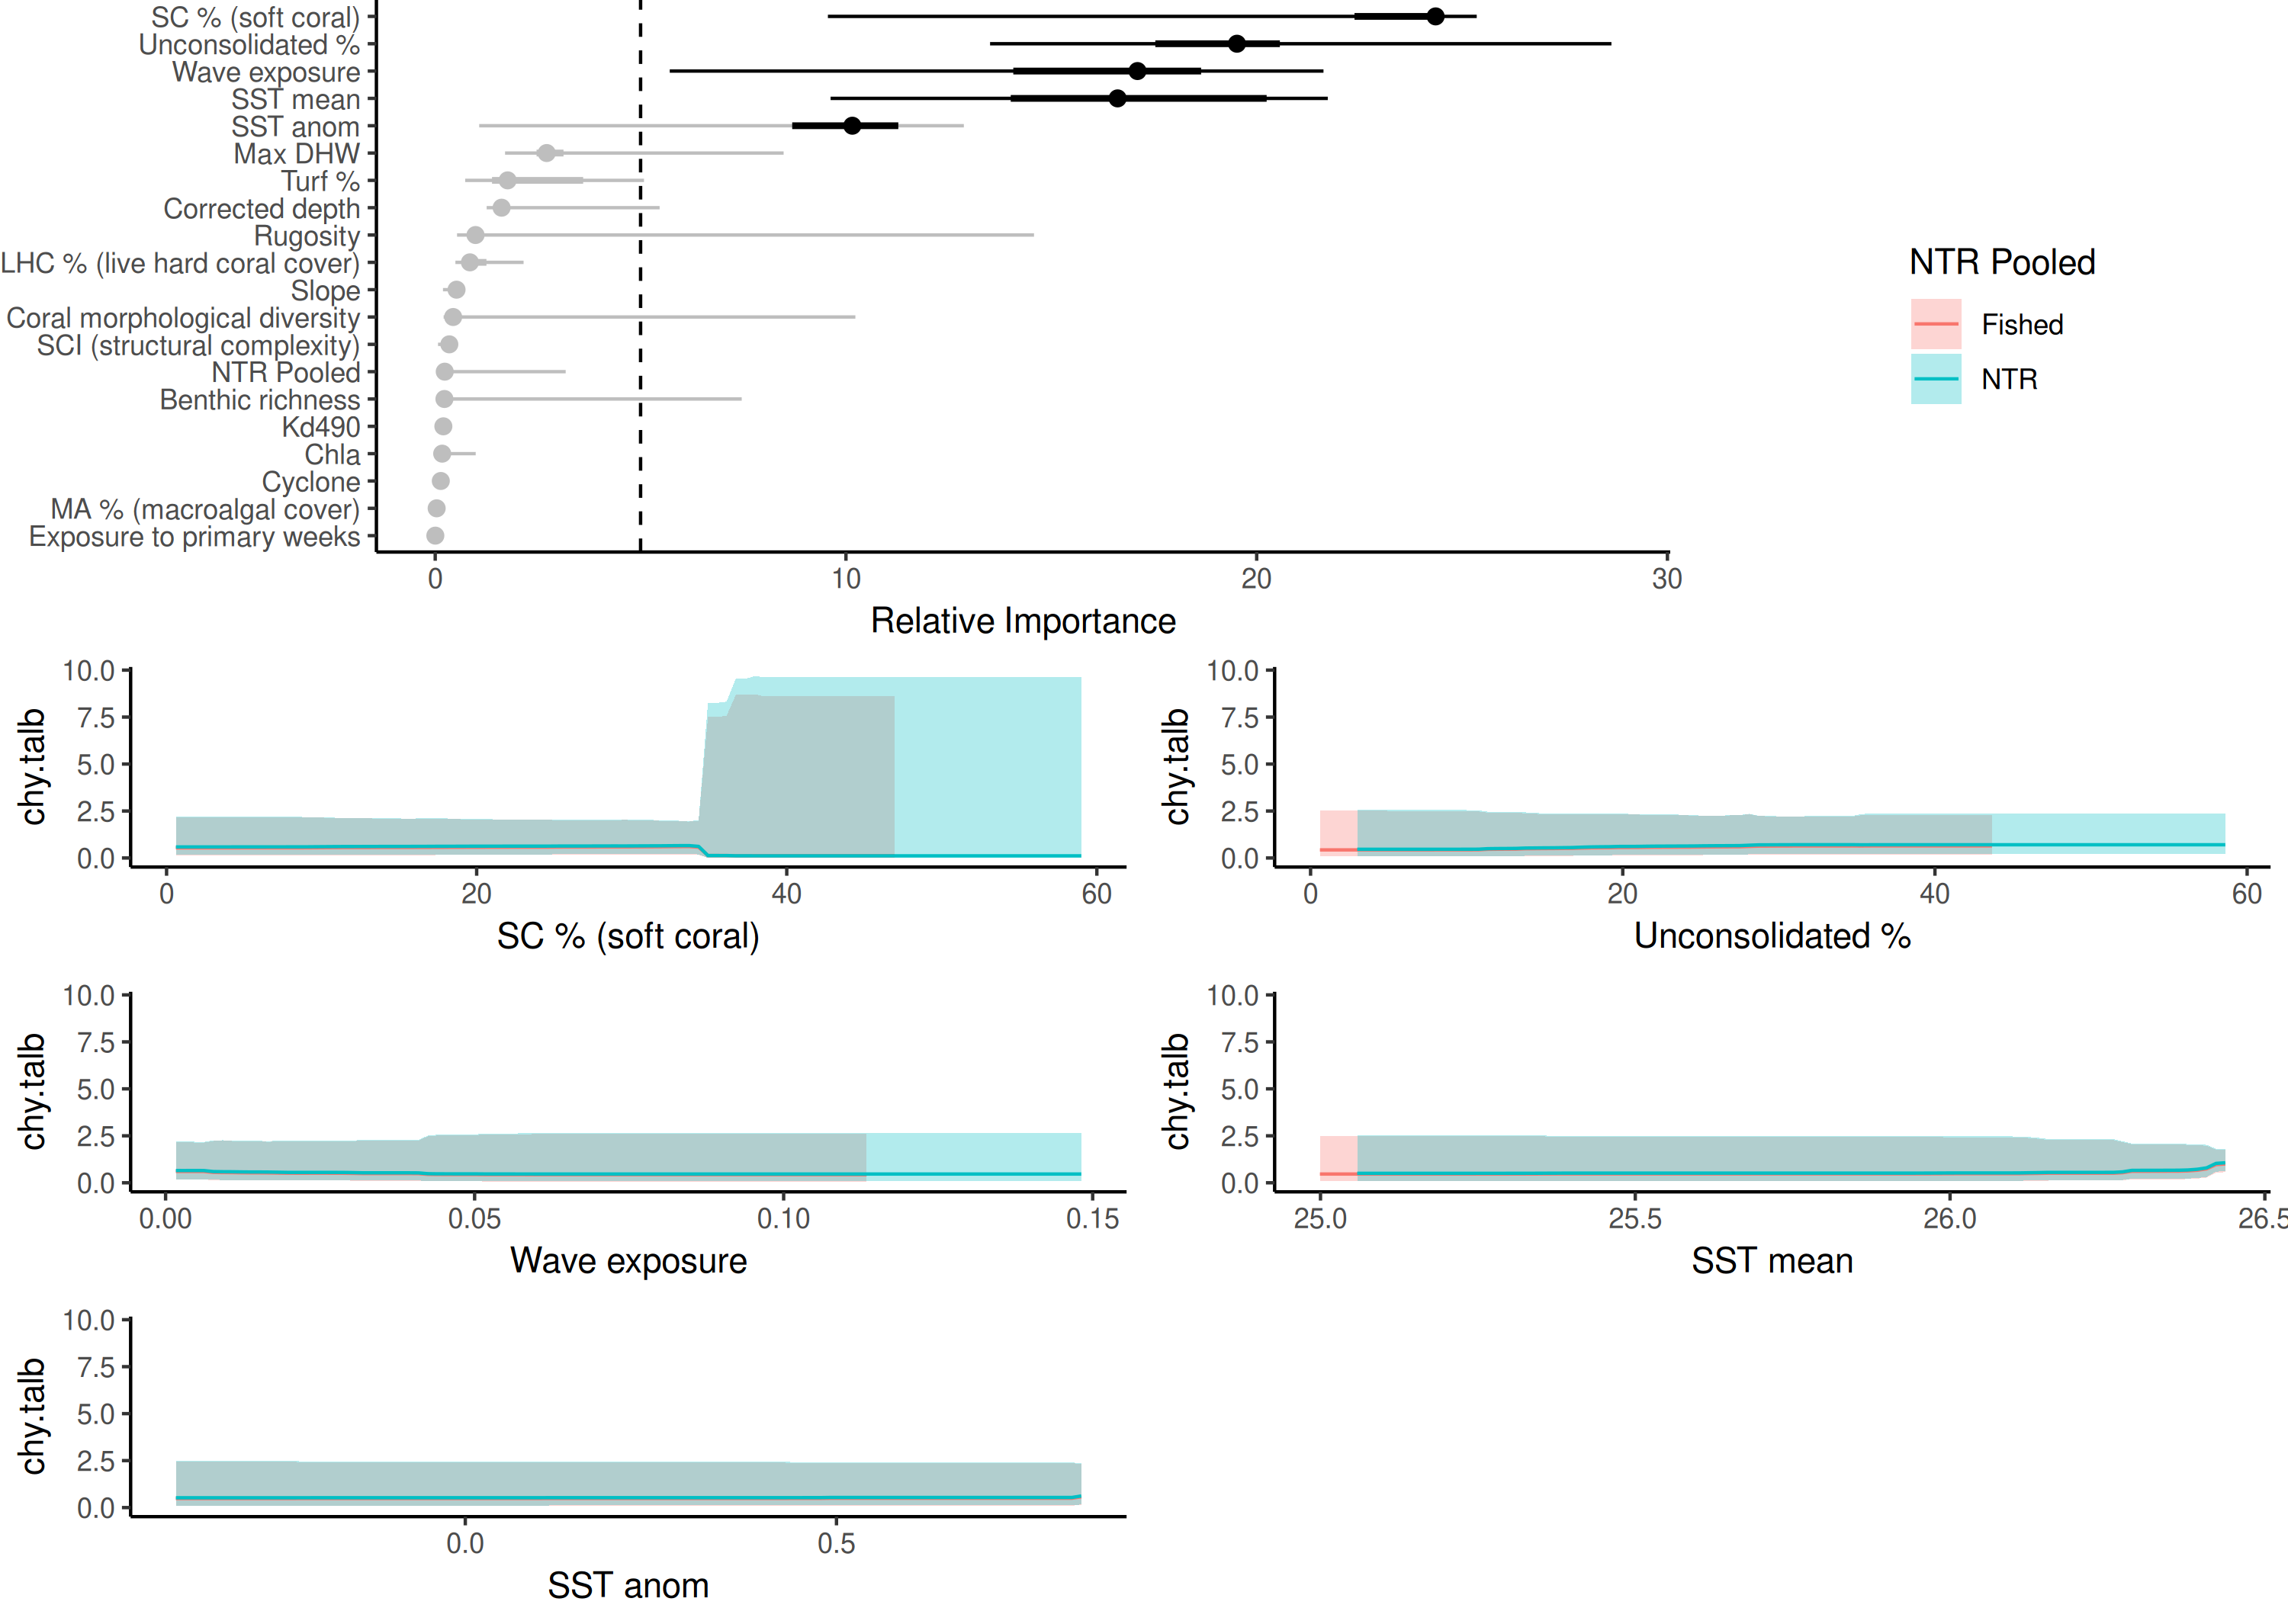 SC % (soft coral)
Unconsolidated %
Wave exposure
SST mean
SST anom
Max DHW
Turf %
Corrected depth
Rugosity
LHC % (live hard coral cover)
Slope
Coral morphological diversity
SCI (structural complexity)
NTR Pooled
Benthic richness
Kd490
Chla
Cyclone
MA % (macroalgal cover)
Exposure to primary weeks
0 10 20 30
Relative Importance
NTR Pooled
Fished
NTR
10.0
7.5
5.0
2.5
0.0
chy.talb
0 20 40 60
SC % (soft coral)
10.0
7.5
5.0
2.5
0.0
chy.talb
0 20 40 60
Unconsolidated %
10.0
7.5
5.0
2.5
0.0
chy.talb
0.00 0.05 0.10 0.15
Wave exposure
10.0
7.5
5.0
2.5
0.0
chy.talb
25.0 25.5 26.0 26.5
SST mean
10.0
7.5
5.0
2.5
0.0
chy.talb
0.0 0.5
SST anom